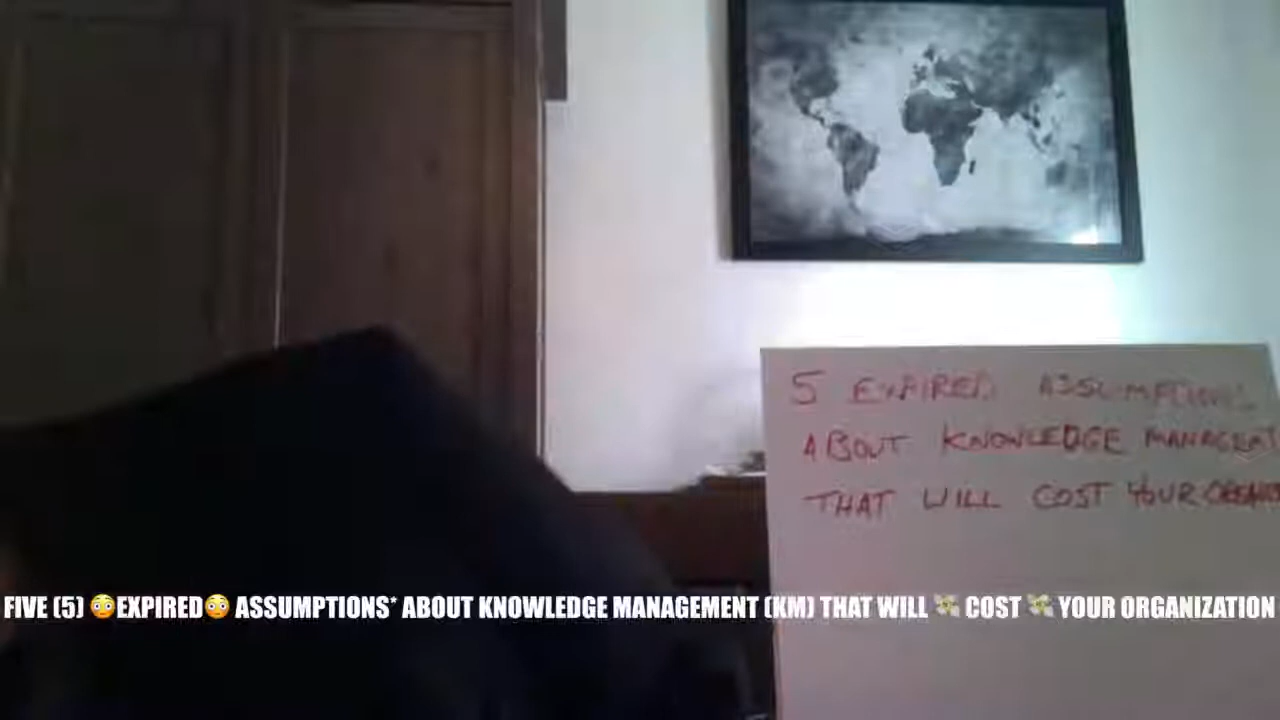 5 EXPIRED ASSUMPTIONS
ABOUT KNOWLEDGE
THAT WILL COST YOUR
FIVE (5) 😳EXPIRED😳 ASSUMPTIONS* ABOUT KNOWLEDGE MANAGEMENT (KM) THAT WILL 💸 COST 💸 YOUR ORGANIZATION